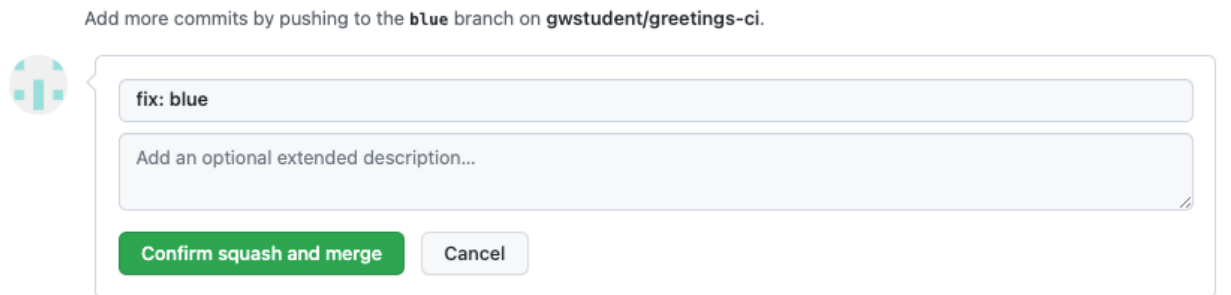 Add more commits by pushing to the blue branch on gwstudent/greetings-ci.
fix: blue
Add an optional extended description...
Confirm squash and merge
Cancel